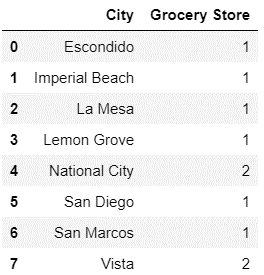 City Grocery Store
0 Escondido 1
1 Imperial Beach 1
2 La Mesa 1
3 Lemon Grove 1
4 National City 2
5 San Diego 1
6 San Marcos 1
7 Vista 2